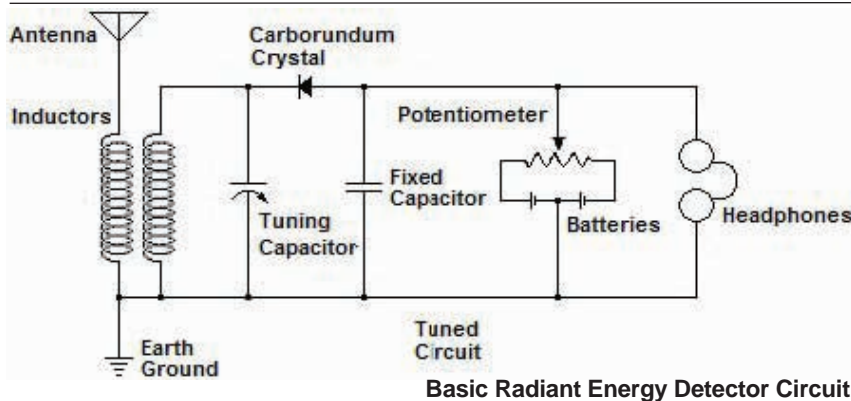 Antenna
Carborundum
Crystal
Inductors
Potentiometer
Fixed
Capacitor
Tuning
Capacitor
Batteries
Headphones
Tuned
Circuit
Earth
Ground
Basic Radiant Energy Detector Circuit